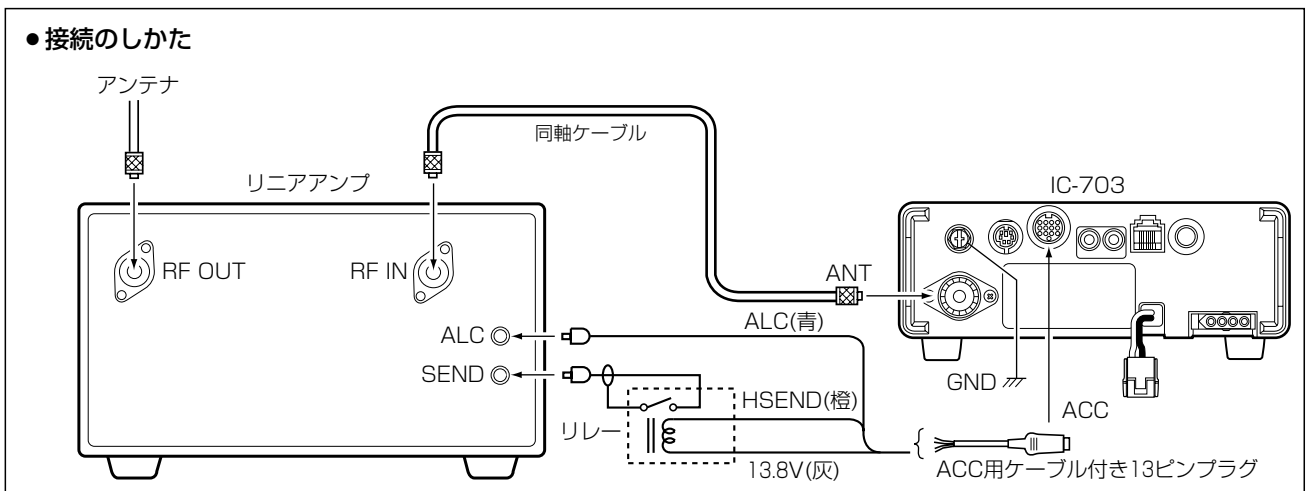 ●接続のしかた
アンテナ
同軸ケーブル
リニアアンプ
IC-703
RF OUT
RF IN
ANT
ALC
ALC(青)
SEND
GND
HSEND(橙)
ACC
リレー
13.8V(灰)
ACC用ケーブル付き13ピンプラグ